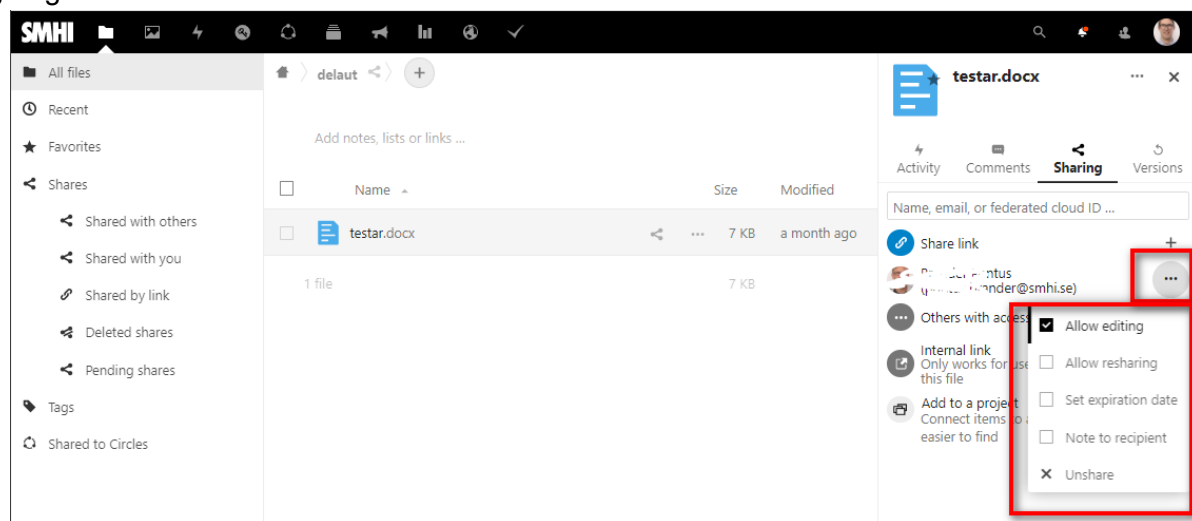 SMHI
All files
Recent
Favorites
Shares
Shared with others
Shared with you
Shared by link
Deleted shares
Pending shares
Tags
Shared to Circles
delaut
Add notes, lists or links ...
Name
Size
Modified
testar.docx
7 KB
a month ago
1 file
7 KB
testar.docx
Activity
Comments
Sharing
Versions
Name, email, or federated cloud ID ...
Share link
Others with access
Internal link
Only works for use
this file
Add to a project
Connect items
easier to find
Allow editing
Allow resharing
Set expiration date
Note to recipient
Unshare